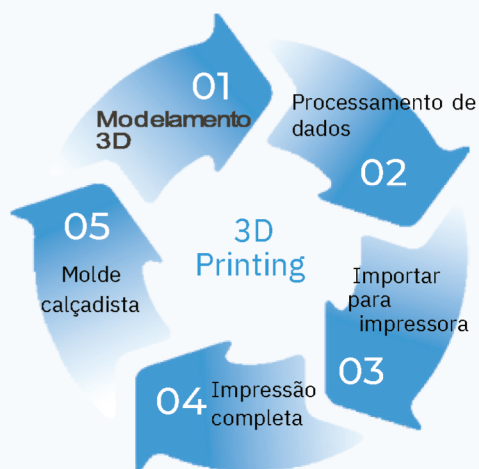 01
Modelamento
3D
Processamento de
dados
02
Importar
para
impressora
03
04
Impressão
completa
05
Molde
calçadista
3D
Printing